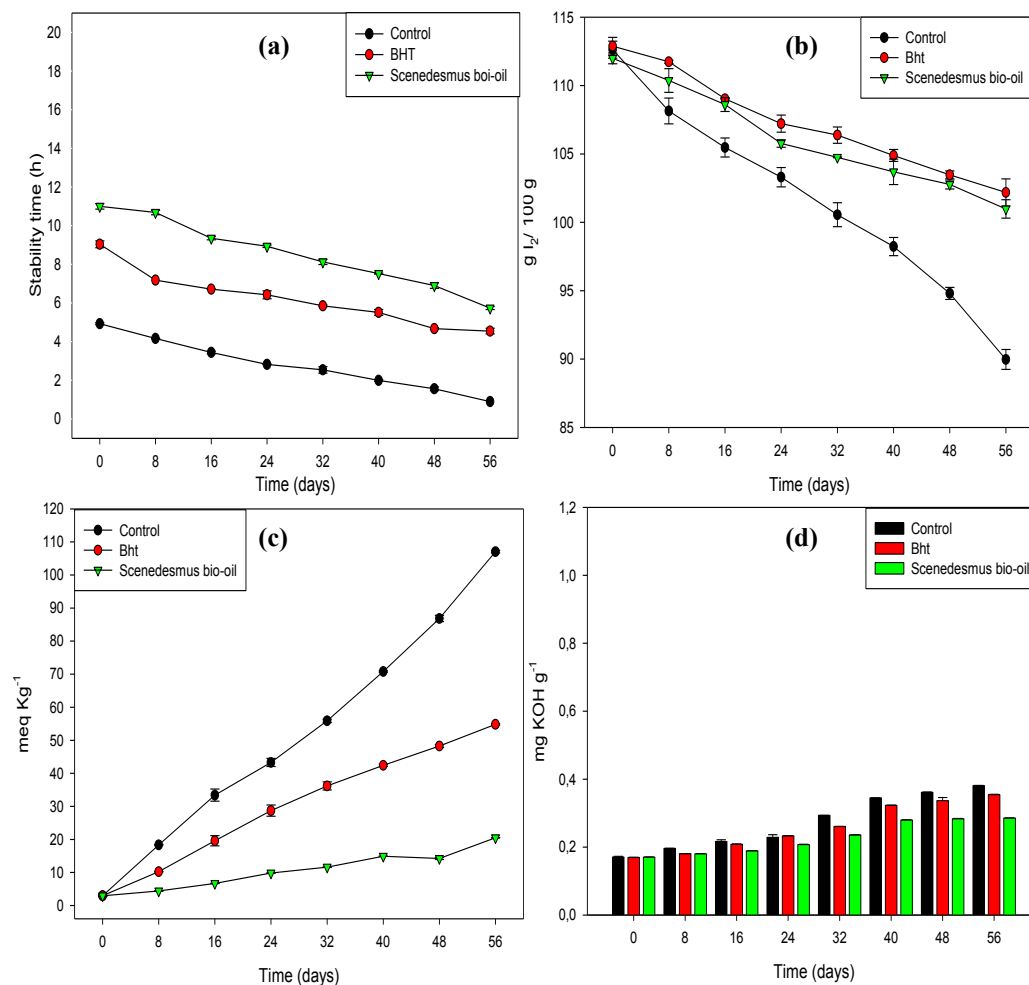 (a)
Control
BHT
Scenedesmus boi-oil
Stability time (h)
20
18
16
14
12
10
8
6
4
2
0
0 8 16 24 32 40 48 56
Time (days)
(b)
Control
Bht
Scenedesmus bio-oil
g I₂/ 100 g
115
110
105
100
95
90
85
0 8 16 24 32 40 48 56
Time (days)
(c)
Control
Bht
Scenedesmus bio-oil
meq Kg⁻¹
120
110
100
90
80
70
60
50
40
30
20
10
0
0 8 16 24 32 40 48 56
Time (days)
(d)
Control
Bht
Scenedesmus bio-oil
mg KOH g⁻¹
1,2
1,0
0,8
0,6
0,4
0,2
0,0
0 8 16 24 32 40 48 56
Time (days)